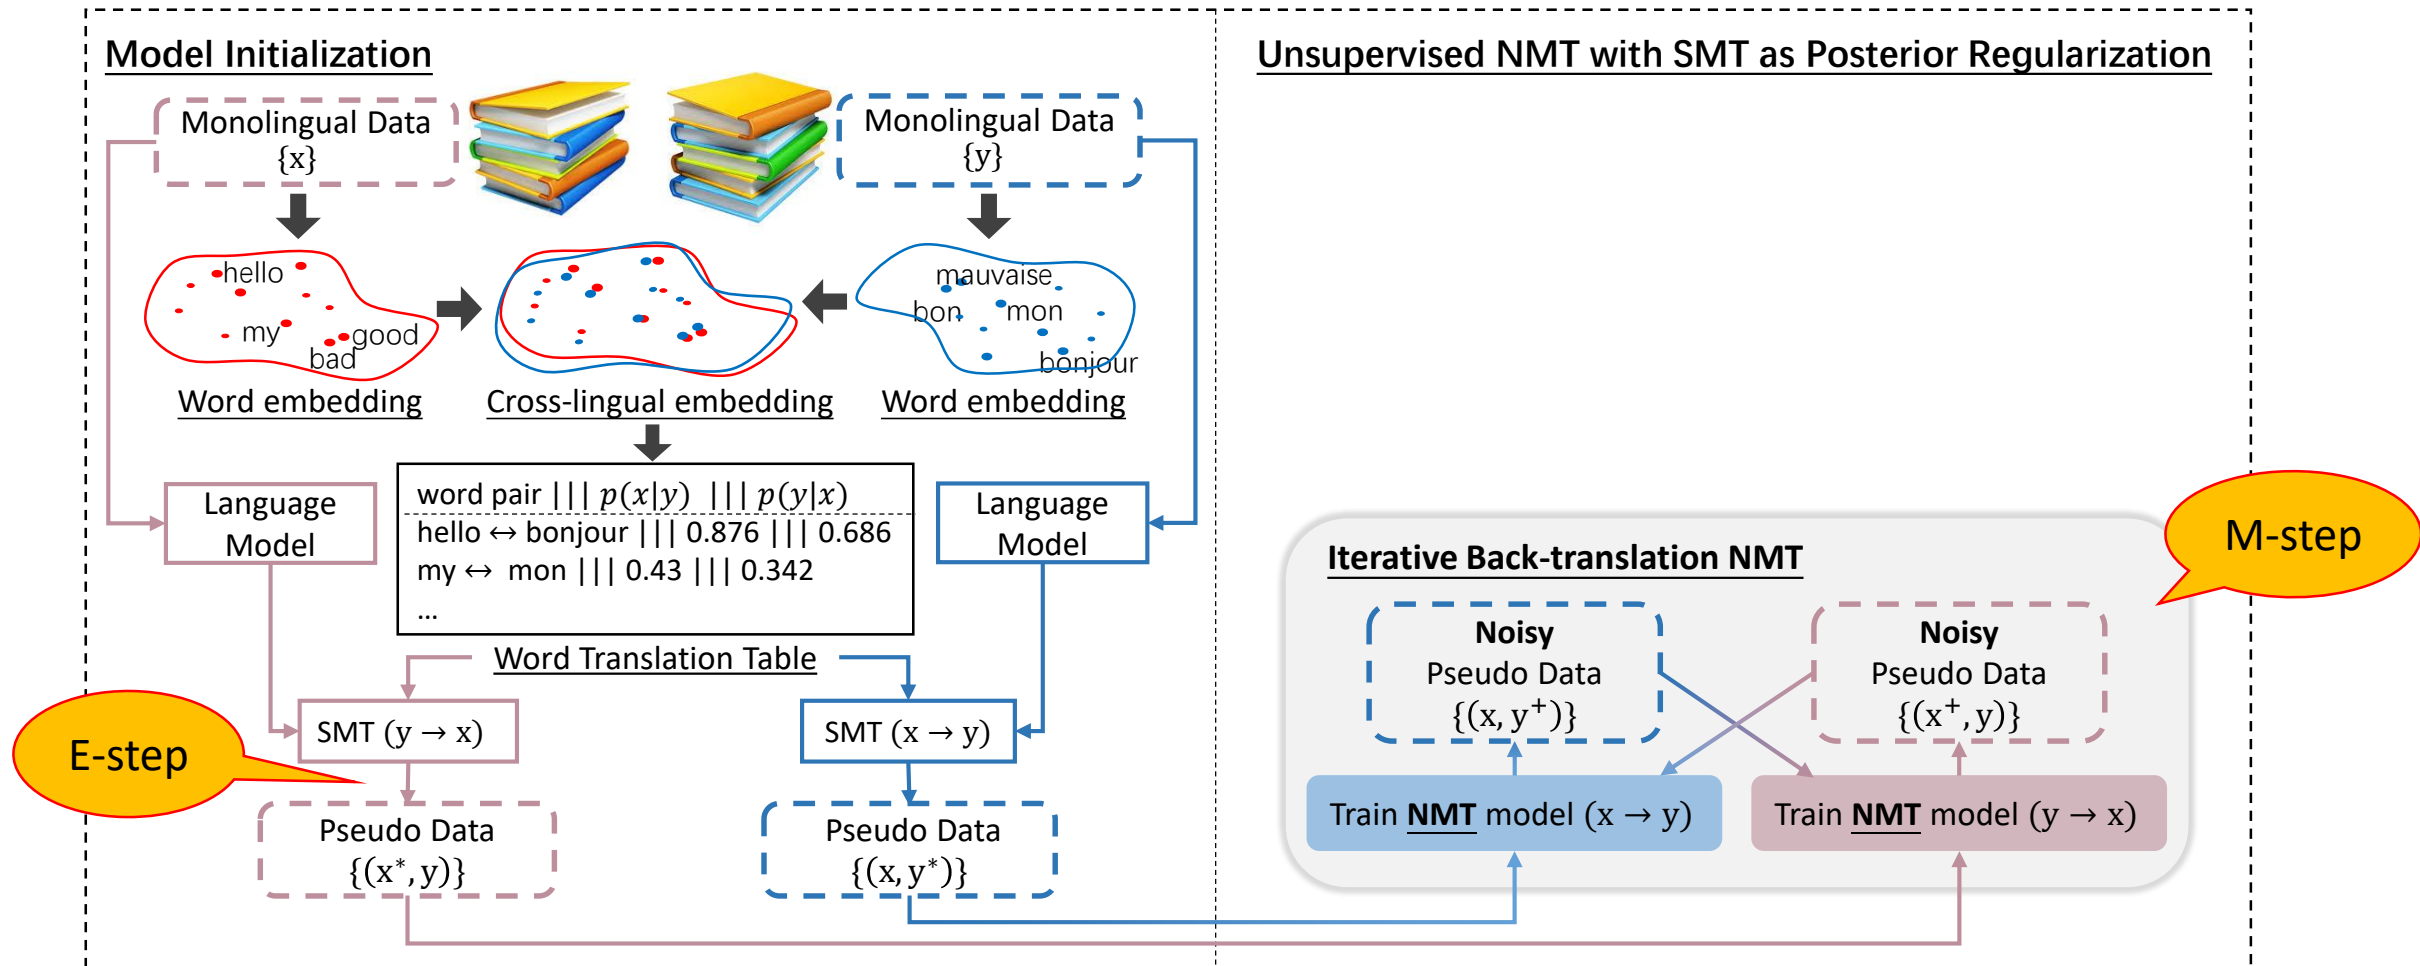 Model Initialization
Monolingual Data
{x}
Monolingual Data
{y}
hello
my
good
bad
mauvaise
bon
mon
bonjour
Word embedding
Cross-lingual embedding
Word embedding
Language
Model
word pair ||| p(x|y) ||| p(y|x)
hello ↔ bonjour ||| 0.876 ||| 0.686
my ↔ mon ||| 0.43 ||| 0.342
...
Language
Model
Word Translation Table
SMT (y → x)
SMT (x → y)
E-step
Pseudo Data
{(x*, y)}
Pseudo Data
{(x, y*)}
Unsupervised NMT with SMT as Posterior Regularization
M-step
Iterative Back-translation NMT
Noisy
Pseudo Data
{(x, y⁺)}
Noisy
Pseudo Data
{(x⁺, y)}
Train NMT model (x → y)
Train NMT model (y → x)